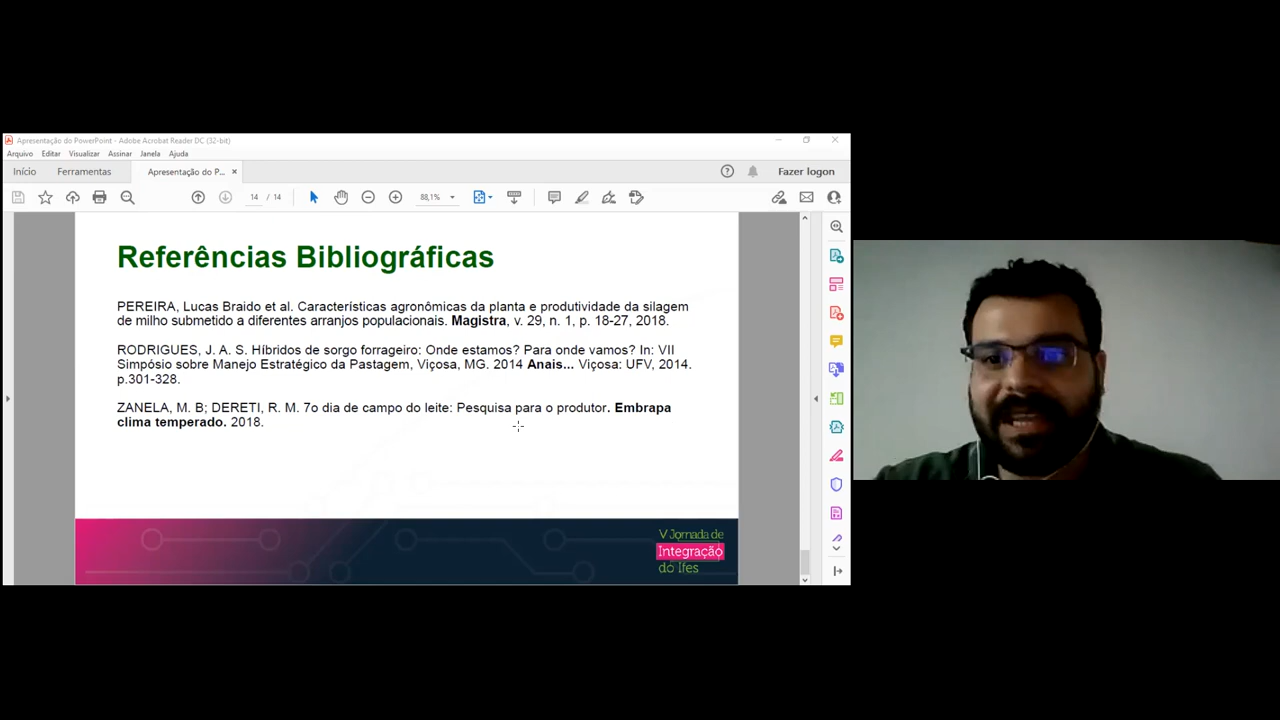 Apresentação do PowerPoint - Adobe Acrobat Reader DC (32-bit)
Arquivo Editar Visualizar Assinar Janela Ajuda
Início Ferramentas Apresentação do P... × Fazer logon
14 / 14 88,1%
Referências Bibliográficas
PEREIRA, Lucas Braido et al. Características agronômicas da planta e produtividade da silagem
de milho submetido a diferentes arranjos populacionais. Magistra, v. 29, n. 1, p. 18-27, 2018.
RODRIGUES, J. A. S. Híbridos de sorgo forrageiro: Onde estamos? Para onde vamos? In: VII
Simpósio sobre Manejo Estratégico da Pastagem, Viçosa, MG. 2014 Anais... Viçosa: UFV, 2014.
p.301-328.
ZANELA, M. B; DERETI, R. M. 7o dia de campo do leite: Pesquisa para o produtor. Embrapa
clima temperado. 2018.
V Jornada de
Integração
do Ifes